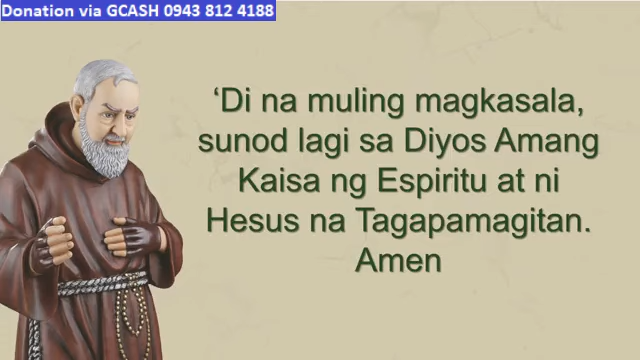 Donation via GCASH 0943 812 4188
‘Di na muling magkasala,
sunod lagi sa Diyos Amang
Kaisa ng Espiritu at ni
Hesus na Tagapamagitan.
Amen